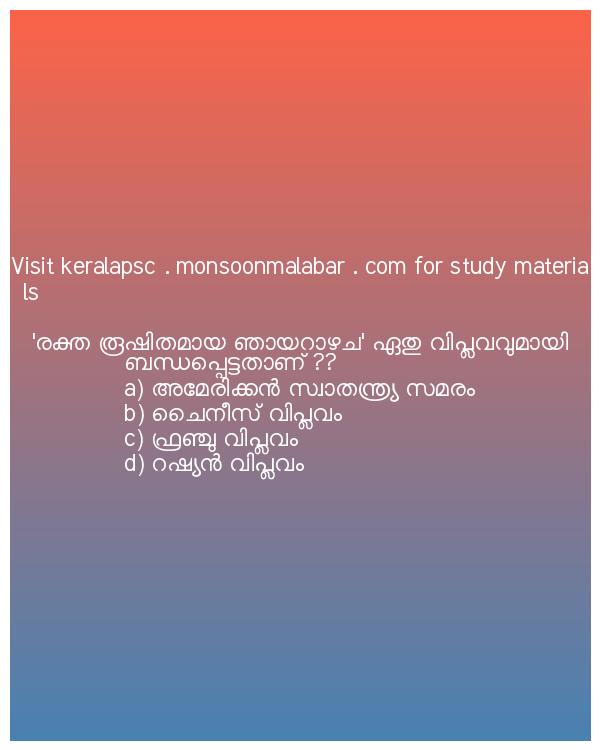 Visit keralapsc . monsoonmalabar . com for study materia
ls
'രക്ത രൂഷിതമായ ഞായറാഴച' ഏതു വിപ്ലവവുമായി
ബന്ധപ്പെട്ടതാണ് ??
a) അമേരിക്കൻ സ്വാതന്ത്ര്യ സമരം
b) ചൈനീസ് വിപ്ലവം
c) ഫ്രഞ്ചു വിപ്ലവം
d) റഷ്യൻ വിപ്ലവം